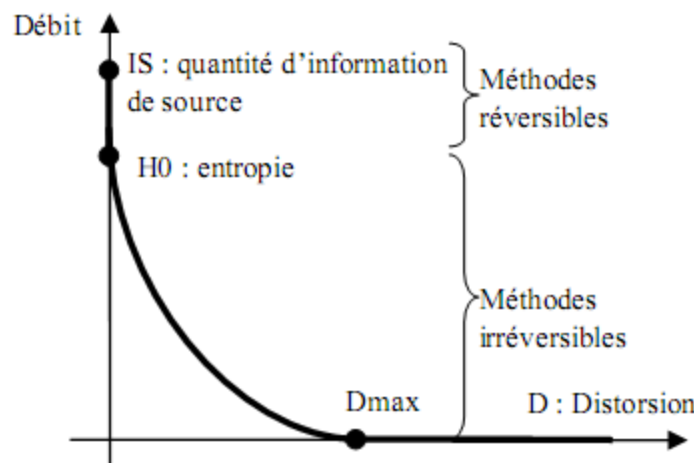 Débit
IS : quantité d’information
de source
Méthodes
réversibles
H0 : entropie
Méthodes
irréversibles
Dmax
D : Distorsion